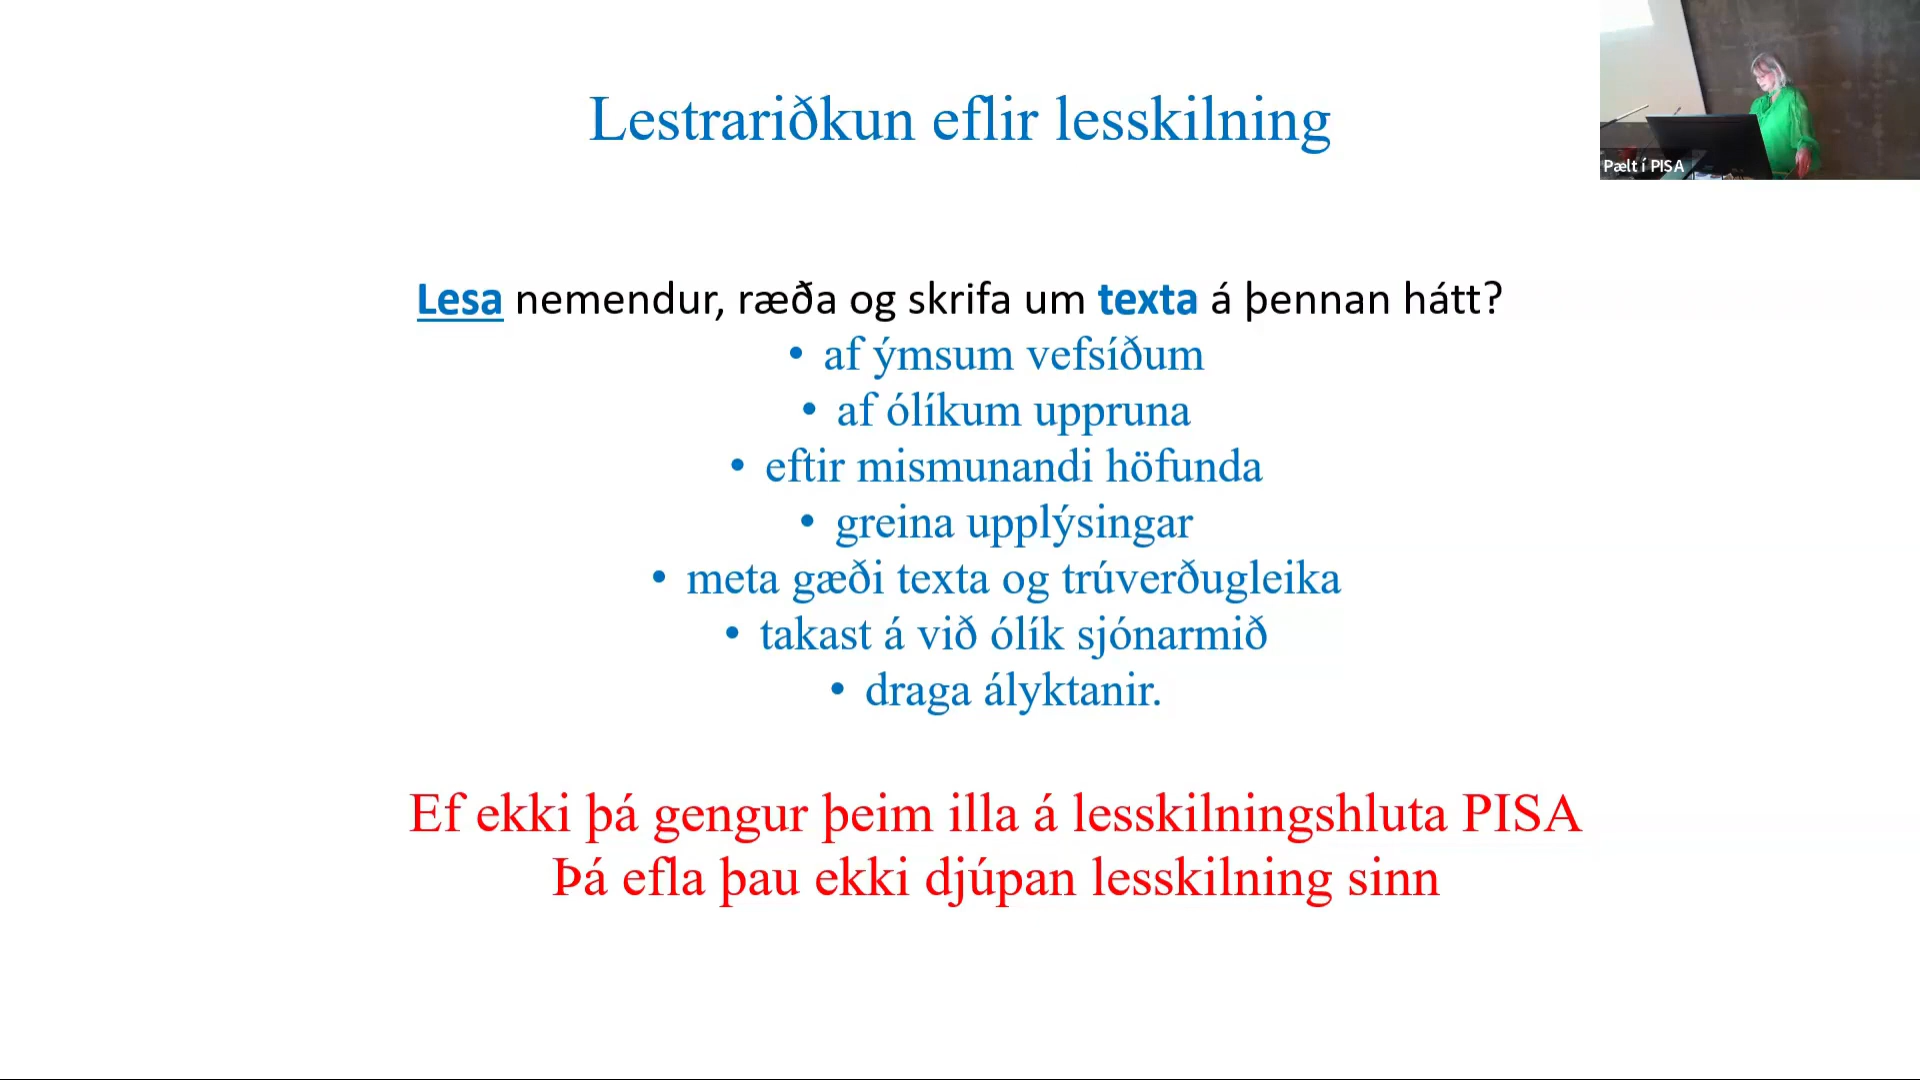 Lestrariðkun eflir lesskilning
Pælt í PISA
Lesa nemendur, ræða og skrifa um texta á þennan hátt?
• af ýmsum vefsíðum
• af ólíkum uppruna
• eftir mismunandi höfunda
• greina upplýsingar
• meta gæði texta og trúverðugleika
• takast á við ólík sjónarmið
• draga ályktanir.
Ef ekki þá gengur þeim illa á lesskilningshluta PISA
Þá efla þau ekki djúpan lesskilning sinn